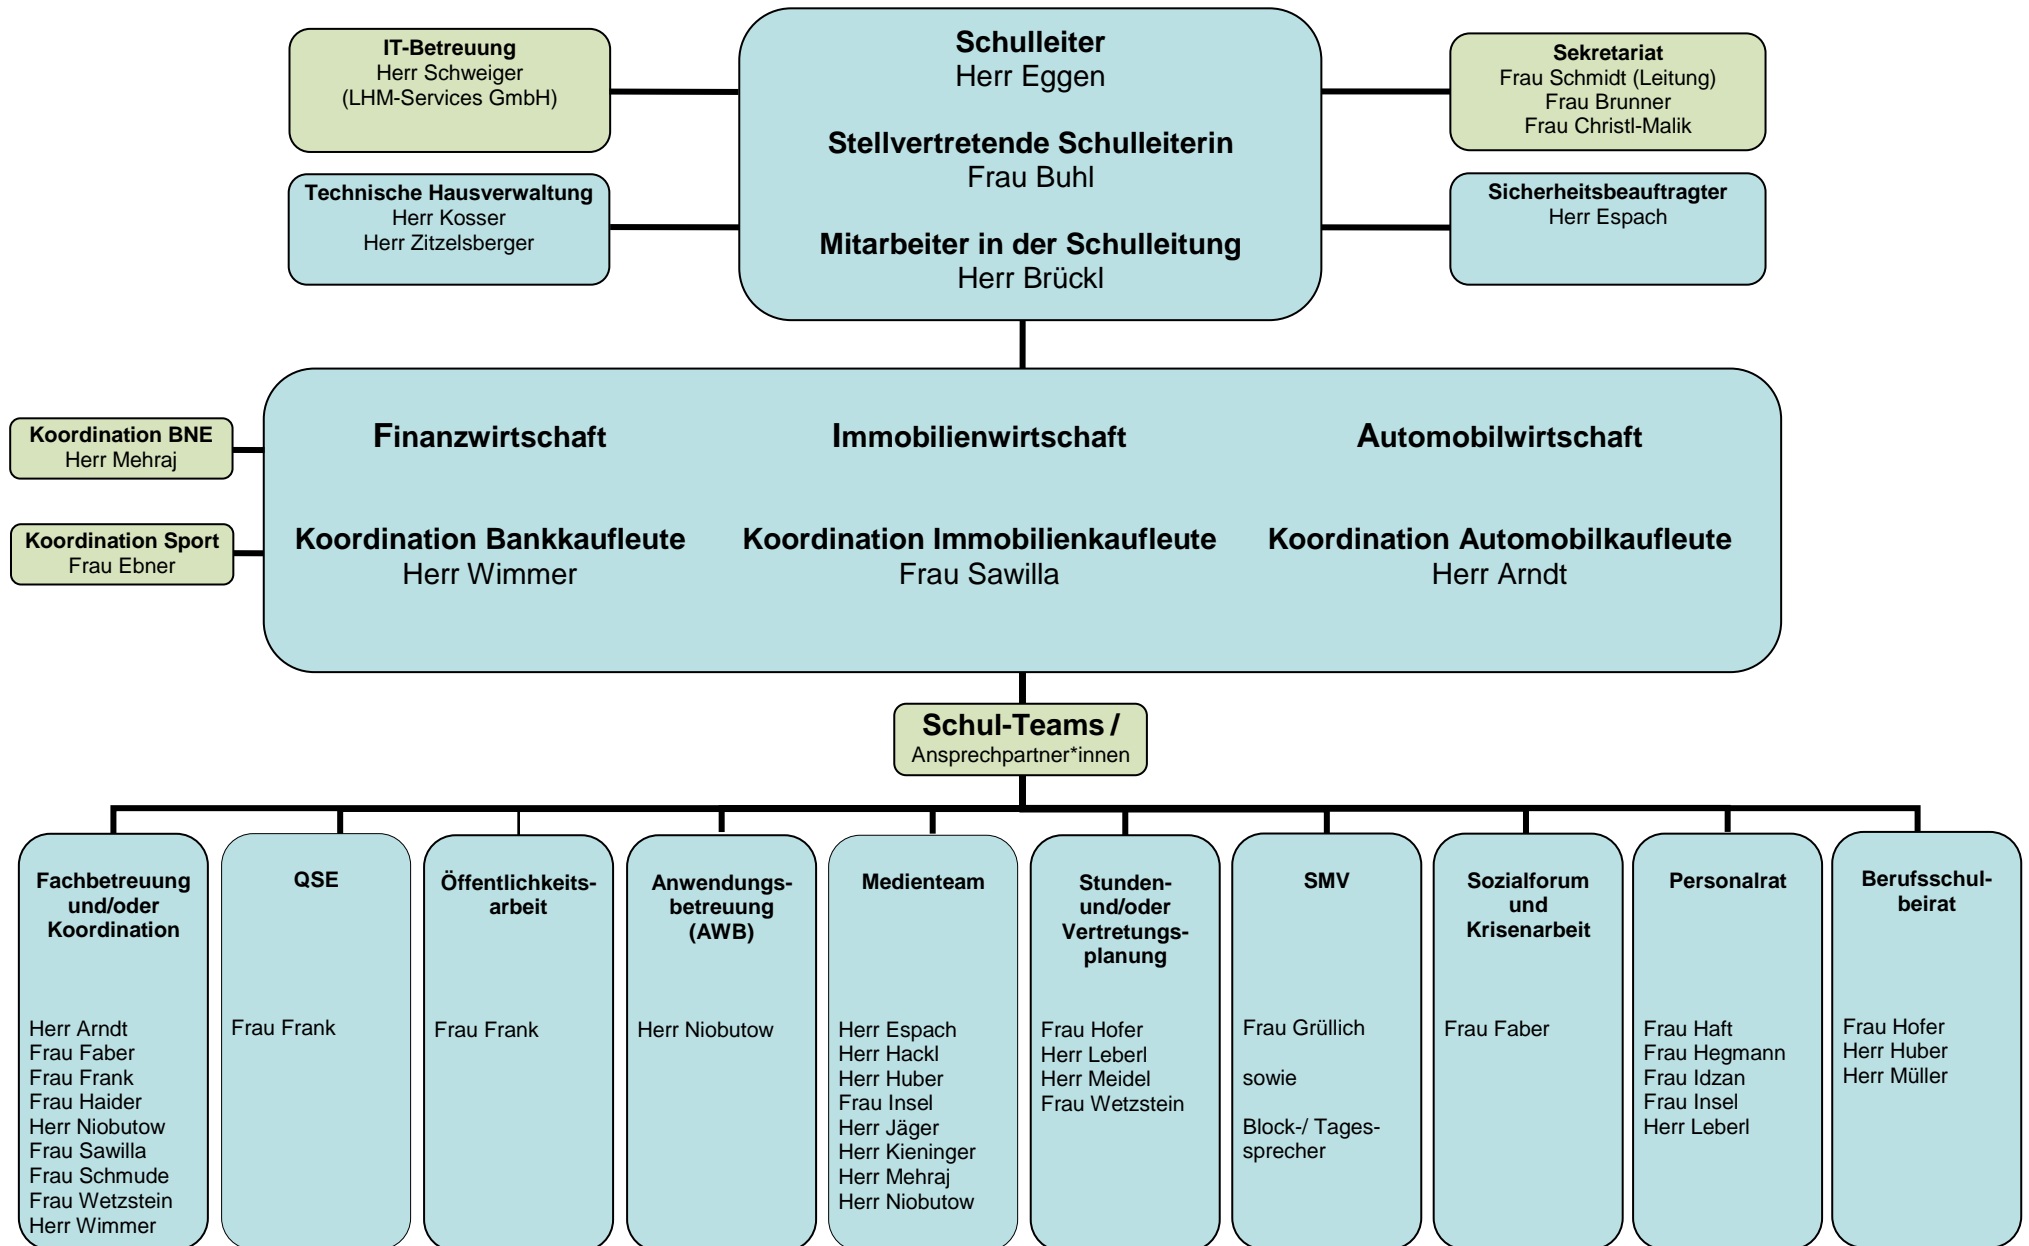 IT-Betreuung
Herr Schweiger
(LHM-Services GmbH)
Schulleiter
Herr Eggen
Stellvertretende Schulleiterin
Frau Buhl
Mitarbeiter in der Schulleitung
Herr Brückl
Sekretariat
Frau Schmidt (Leitung)
Frau Brunner
Frau Christl-Malik
Technische Hausverwaltung
Herr Kosser
Herr Zitzelsberger
Sicherheitsbeauftragter
Herr Espach
Koordination BNE
Herr Mehraj
Koordination Sport
Frau Ebner
Finanzwirtschaft
Immobilienwirtschaft
Automobilwirtschaft
Koordination Bankkaufleute
Herr Wimmer
Koordination Immobilienkaufleute
Frau Sawilla
Koordination Automobilkaufleute
Herr Arndt
Schul-Teams /
Ansprechpartner*innen
Fachbetreuung
und/oder
Koordination
Herr Arndt
Frau Faber
Frau Frank
Frau Haider
Herr Niobutow
Frau Sawilla
Frau Schmude
Frau Wetzstein
Herr Wimmer
QSE
Frau Frank
Öffentlichkeits-
arbeit
Frau Frank
Anwendungs-
betreuung
(AWB)
Herr Niobutow
Medienteam
Herr Espach
Herr Hackl
Herr Huber
Frau Insel
Herr Jäger
Herr Kieninger
Herr Mehraj
Herr Niobutow
Stunden-
und/oder
Vertretungs-
planung
Frau Hofer
Herr Leberl
Herr Meidel
Frau Wetzstein
SMV
Frau Grüllich
sowie
Block-/ Tages-
sprecher
Sozialforum
und
Krisenarbeit
Frau Faber
Personalrat
Frau Haft
Frau Hegmann
Frau Idzan
Frau Insel
Herr Leberl
Berufsschul-
beirat
Frau Hofer
Herr Huber
Herr Müller